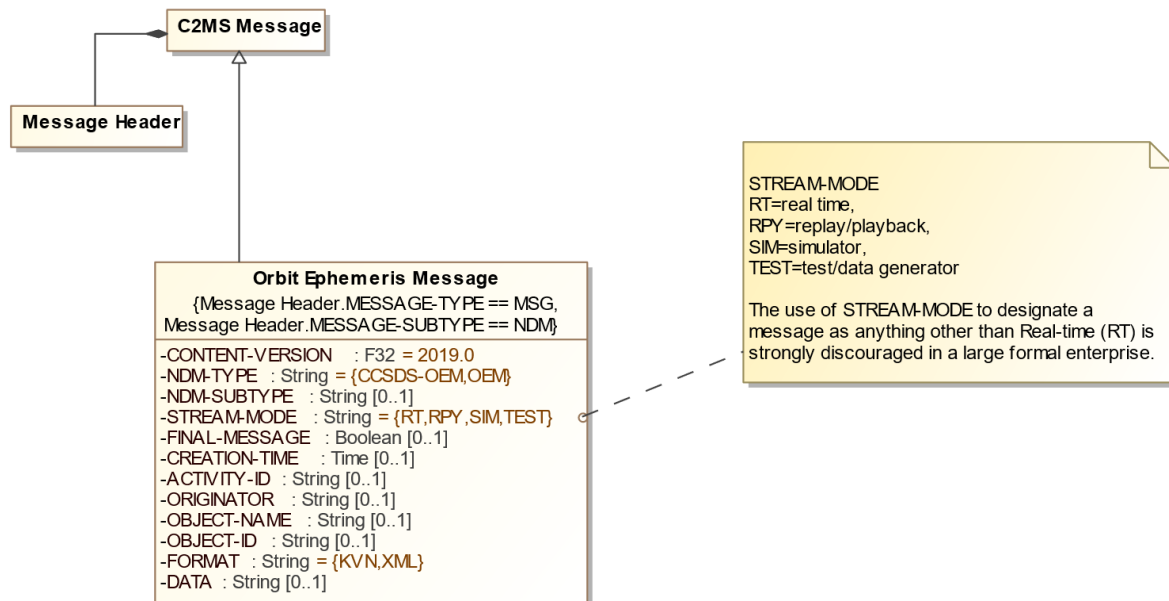 C2MS Message
Message Header
Orbit Ephemeris Message
{Message Header.MESSAGE-TYPE == MSG,
Message Header.MESSAGE-SUBTYPE == NDM}
-CONTENT-VERSION : F32 = 2019.0
-NDM-TYPE : String = {CCSDS-OEM,OEM}
-NDM-SUBTYPE : String [0..1]
-STREAM-MODE : String = {RT,RPY,SIM,TEST}
-FINAL-MESSAGE : Boolean [0..1]
-CREATION-TIME : Time [0..1]
-ACTIVITY-ID : String [0..1]
-ORIGINATOR : String [0..1]
-OBJECT-NAME : String [0..1]
-OBJECT-ID : String [0..1]
-FORMAT : String = {KVN,XML}
-DATA : String [0..1]
STREAM-MODE
RT=real time,
RPY=replay/playback,
SIM=simulator,
TEST=test/data generator
The use of STREAM-MODE to designate a
message as anything other than Real-time (RT) is
strongly discouraged in a large formal enterprise.